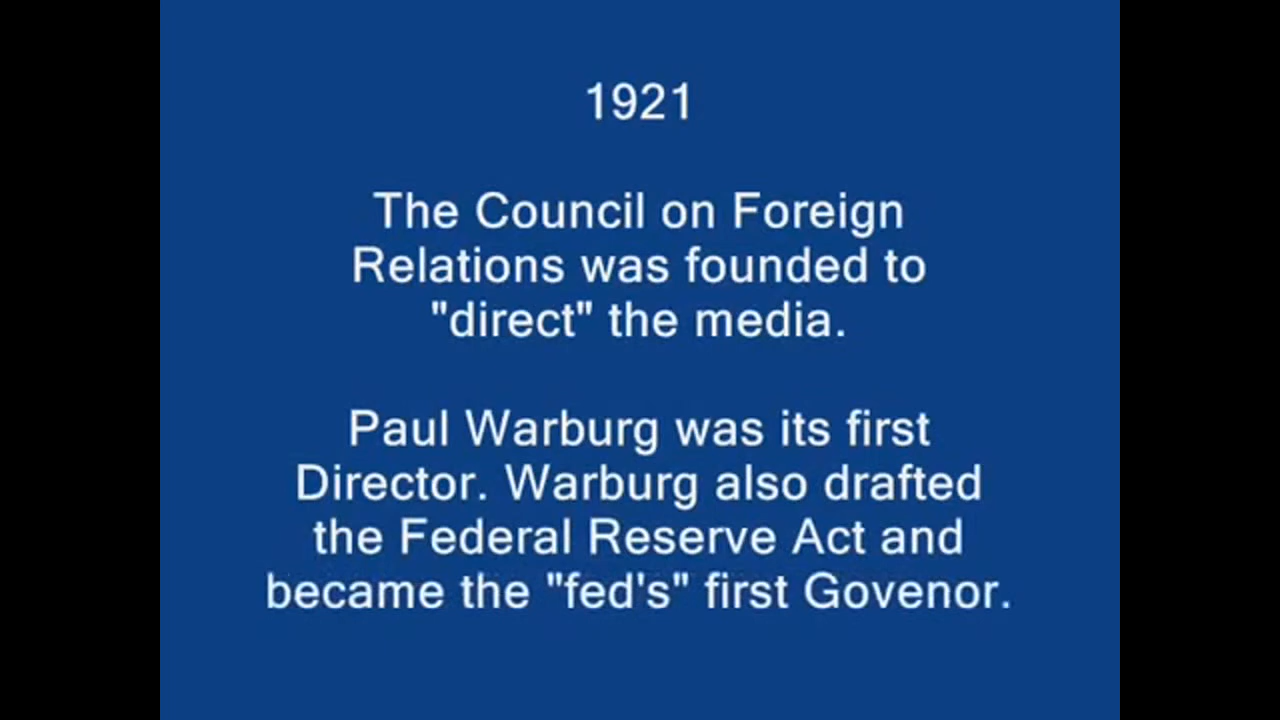 1921
The Council on Foreign
Relations was founded to
"direct" the media.
Paul Warburg was its first
Director. Warburg also drafted
the Federal Reserve Act and
became the "fed's" first Govenor.